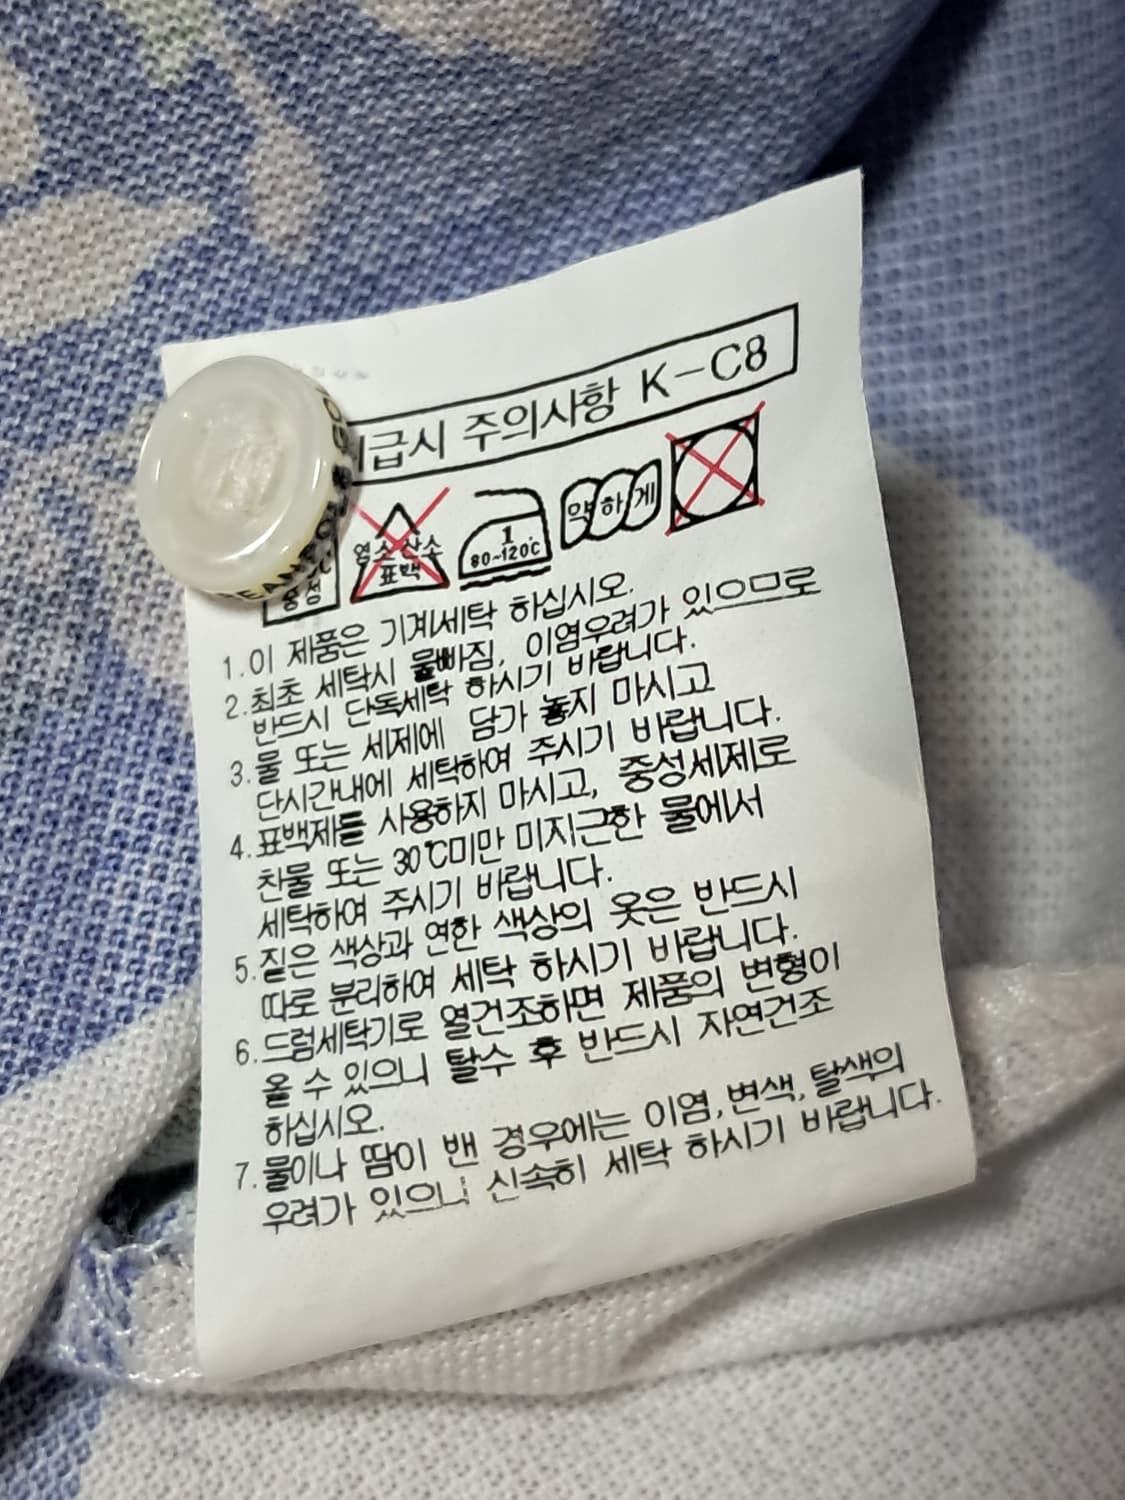 급시 주의사항 K-C8
염소 산소
표백
1
80~120℃
약하게
중성
1.이 제품은 기계세탁 하십시오.
2.최초 세탁시 물빠짐, 이염우려가 있으므로
반드시 단독세탁 하시기 바랍니다.
3.물 또는 세제에 담가 놓지 마시고
단시간내에 세탁하여 주시기 바랍니다.
4.표백제를 사용하지 마시고, 중성세제로
찬물 또는 30℃미만 미지근한 물에서
세탁하여 주시기 바랍니다.
5.짙은 색상과 연한 색상의 옷은 반드시
따로 분리하여 세탁 하시기 바랍니다.
6.드럼세탁기로 열건조하면 제품의 변형이
올 수 있으니 탈수 후 반드시 자연건조
하십시오.
7.물이나 땀이 밴 경우에는 이염,변색,탈색의
우려가 있으니 신속히 세탁 하시기 바랍니다.